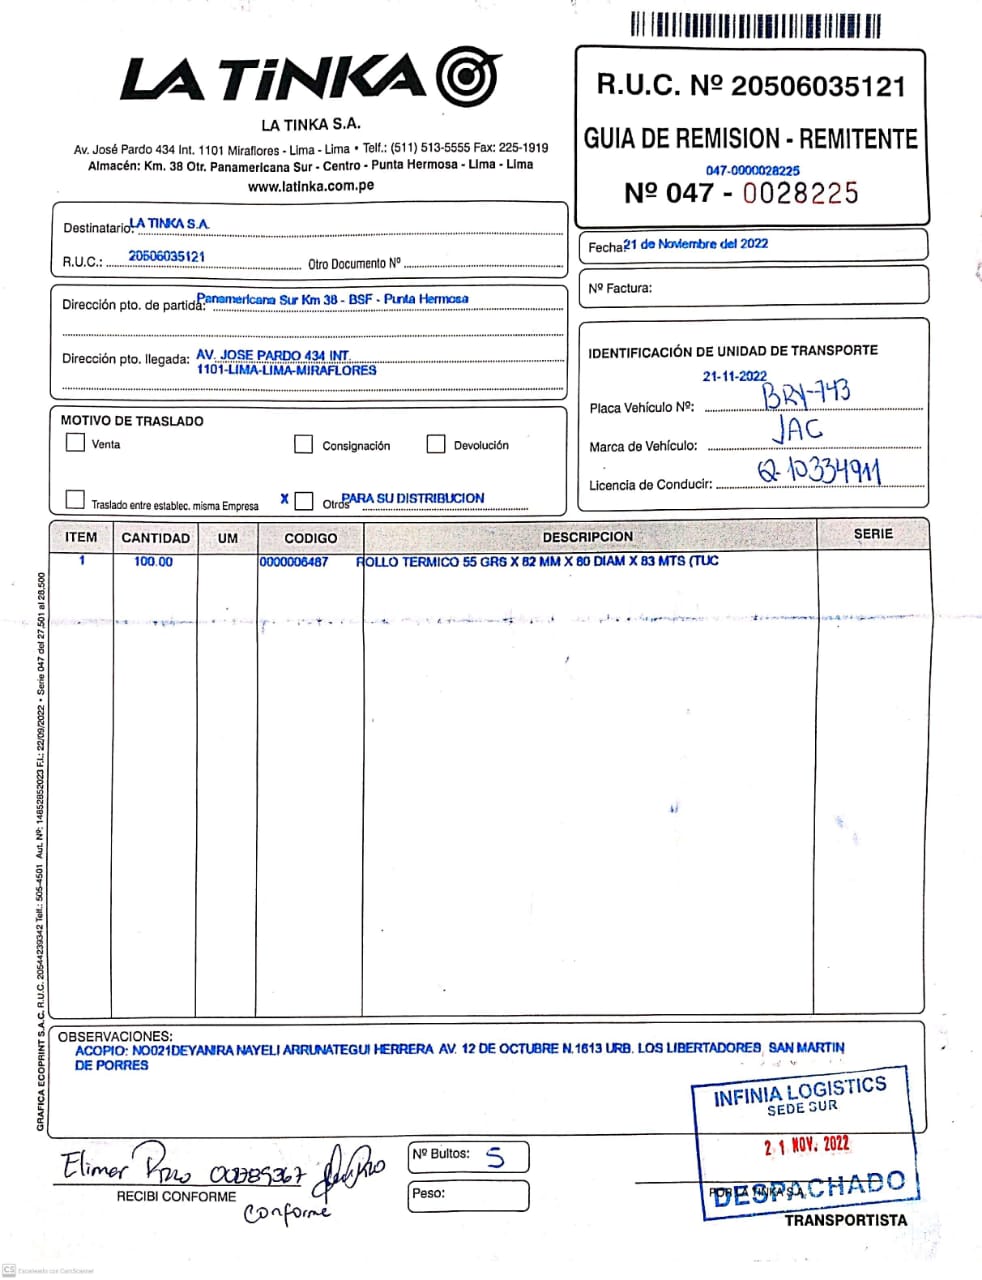 LA TiNKA
LA TINKA S.A.
Av. José Pardo 434 Int. 1101 Miraflores - Lima - Lima • Telf.: (511) 513-5555 Fax: 225-1919
Almacén: Km. 38 Otr. Panamericana Sur - Centro - Punta Hermosa - Lima - Lima
www.latinka.com.pe
R.U.C. Nº 20506035121
GUIA DE REMISION - REMITENTE
047-0000028225
Nº 047 - 0028225
Destinatario: LA TINKA S.A.
R.U.C.: 20506035121 Otro Documento Nº
Fecha: 21 de Noviembre del 2022
Nº Factura:
Dirección pto. de partida: Panamericana Sur Km 38 - BSF - Punta Hermosa
Dirección pto. llegada: AV. JOSE PARDO 434 INT.
1101-LIMA-LIMA-MIRAFLORES
IDENTIFICACIÓN DE UNIDAD DE TRANSPORTE
21-11-2022
Placa Vehículo Nº: BRY-743
Marca de Vehículo: JAC
Licencia de Conducir: Q-10334911
MOTIVO DE TRASLADO
Venta Consignación Devolución
Traslado entre establec. misma Empresa X Otros PARA SU DISTRIBUCION
ITEM CANTIDAD UM CODIGO DESCRIPCION SERIE
1 100.00 0000006487 ROLLO TERMICO 55 GRS X 82 MM X 80 DIAM X 83 MTS (TUC
GRAFICA ECOPRINT S.A.C. R.U.C. 20544239342 Telf.: 505-4501 Aut. Nº: 14852852023 F.I.: 22/09/2022 • Serie 047 del 27,501 al 28,500
OBSERVACIONES:
ACOPIO: NO021DEYANIRA NAYELI ARRUNATEGUI HERRERA AV. 12 DE OCTUBRE N.1613 URB. LOS LIBERTADORES, SAN MARTIN
DE PORRES
INFINIA LOGISTICS
SEDE SUR
21 NOV. 2022
DESPACHADO
Elimer 00789367
RECIBI CONFORME
Conforme
Nº Bultos: 5
Peso:
POR LA TINKA S.A.
TRANSPORTISTA
CS Escaneado con CamScanner